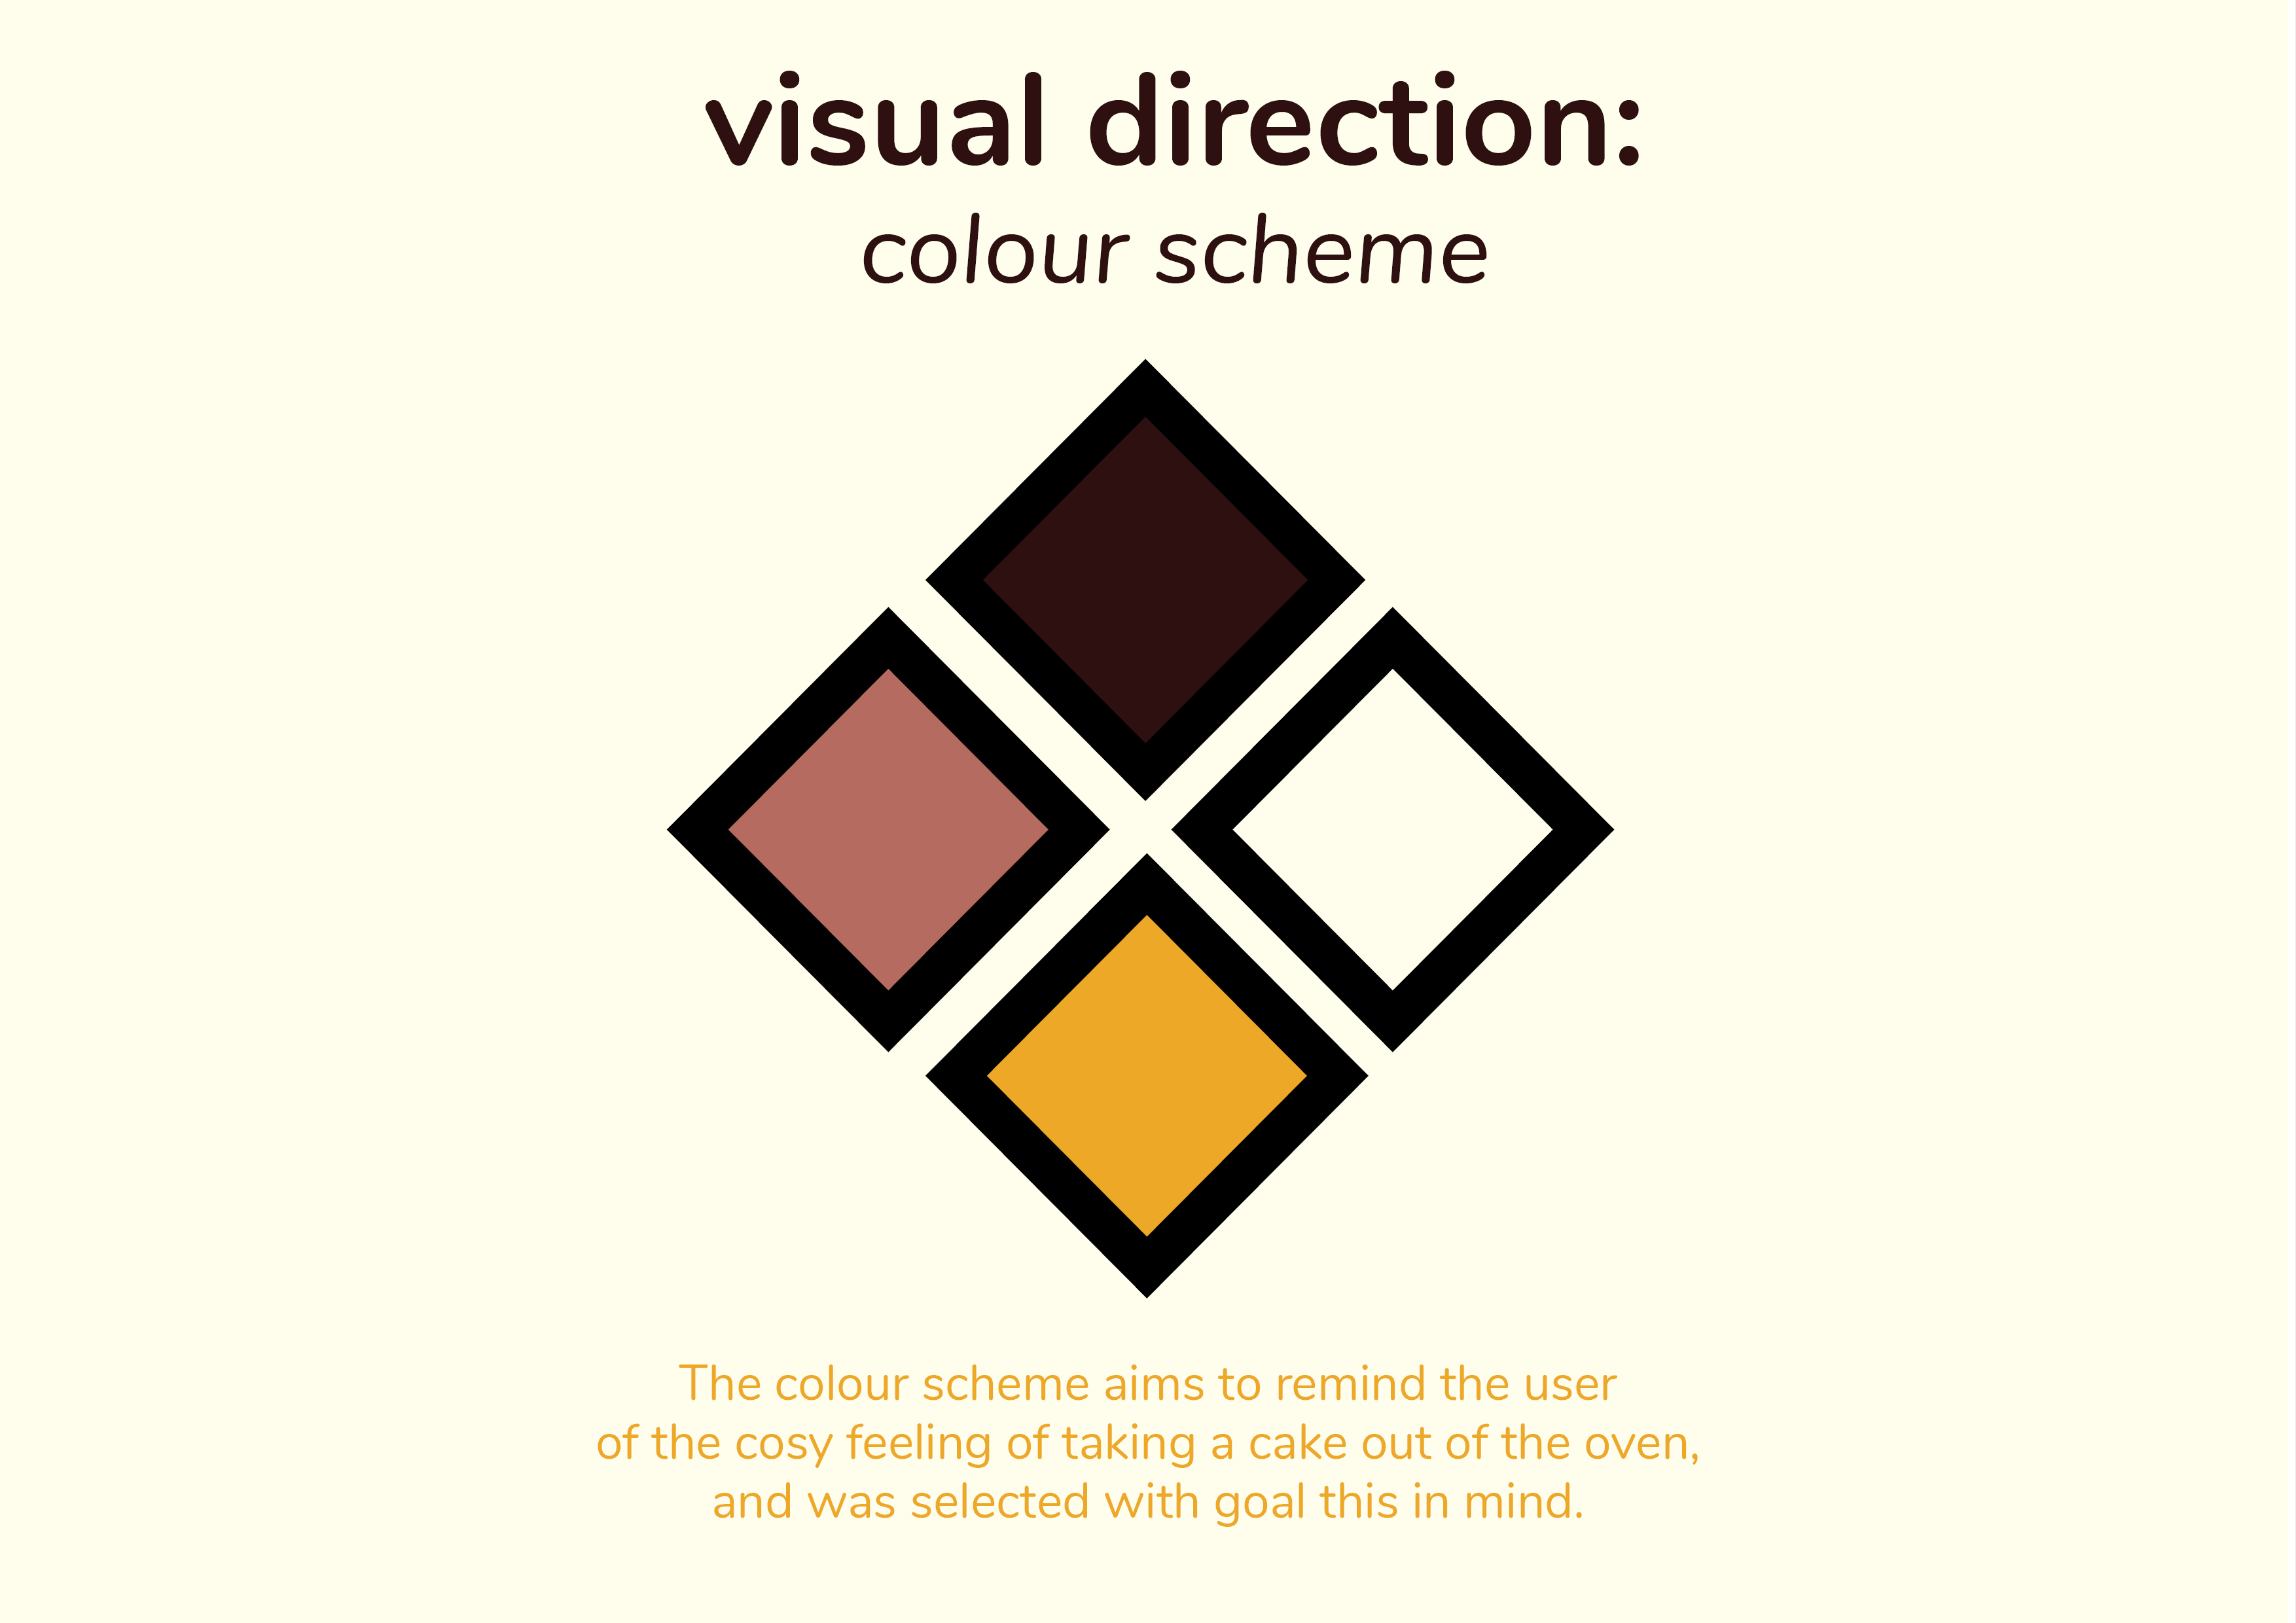 visual direction:
colour scheme
The colour scheme aims to remind the user
of the cosy feeling of taking a cake out of the oven,
and was selected with goal this in mind.